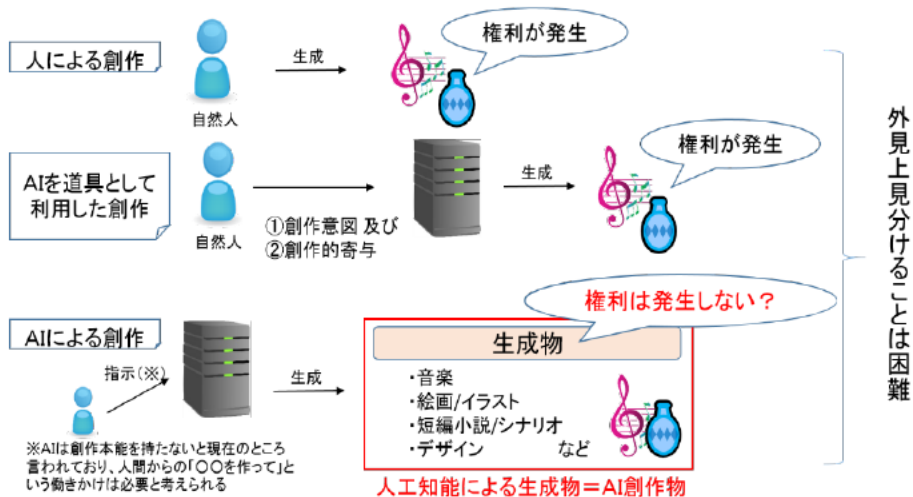 人による創作
自然人
生成
権利が発生
AIを道具として
利用した創作
自然人
①創作意図 及び
②創作的寄与
生成
権利が発生
AIによる創作
指示(※)
生成
権利は発生しない？
生成物
・音楽
・絵画/イラスト
・短編小説/シナリオ
・デザイン など
※AIは創作本能を持たないと現在のところ
言われており、人間からの「〇〇を作って」と
いう働きかけは必要と考えられる
人工知能による生成物＝AI創作物
外見上見分けることは困難